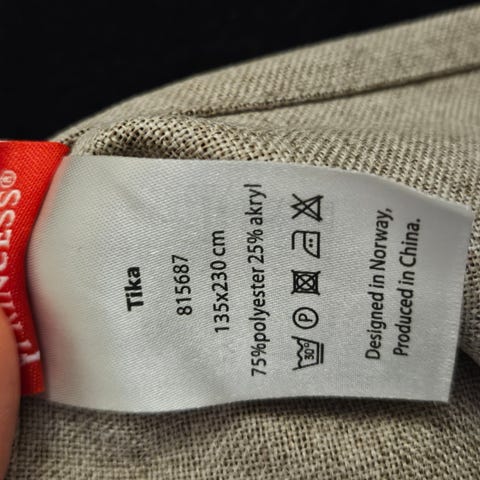 Tika
815687
135x230 cm
75%polyester 25% akryl
30°
P
Designed in Norway,
Produced in China.